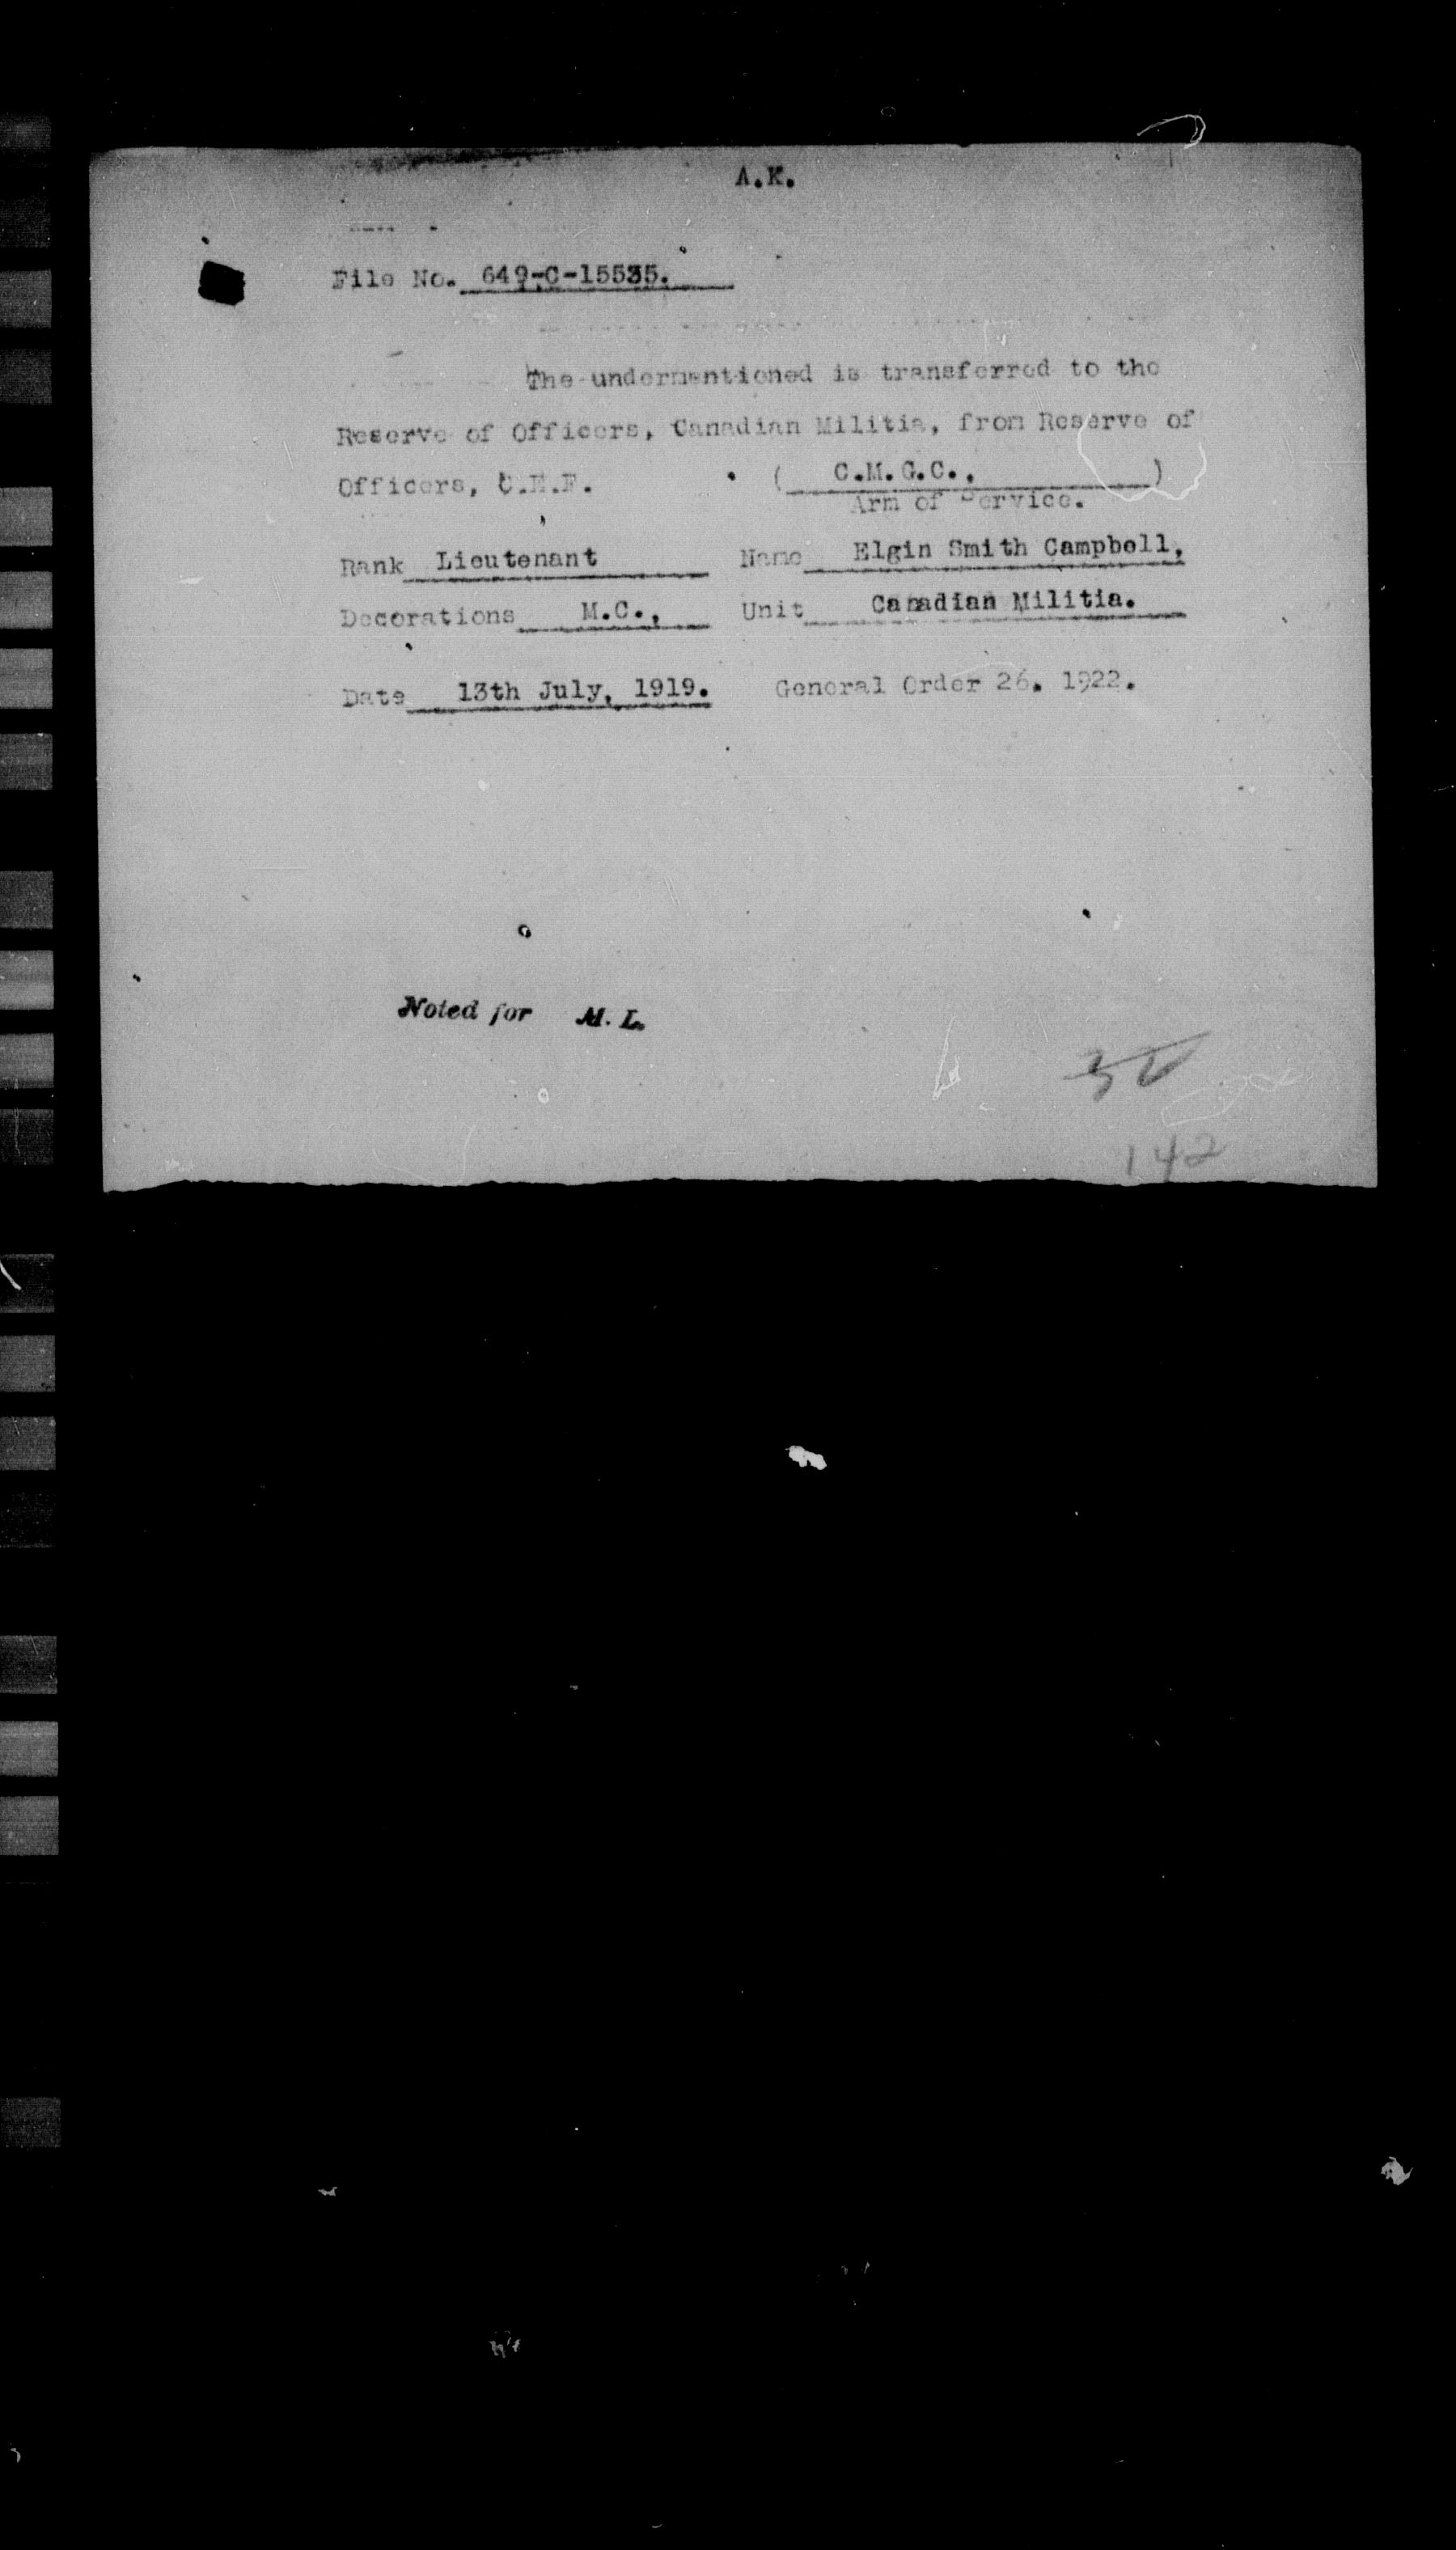 A.K.
File No. 649-C-15535.
The undermentioned is transferred to the
Reserve of Officers, Canadian Militia, from Reserve of
Officers, C.E.F. ( C.M.G.C., )
Arm of Service.
Rank Lieutenant Name Elgin Smith Campbell,
Decorations M.C., Unit Canadian Militia.
Date 13th July, 1919. General Order 26. 1922.
Noted for M. L.
142